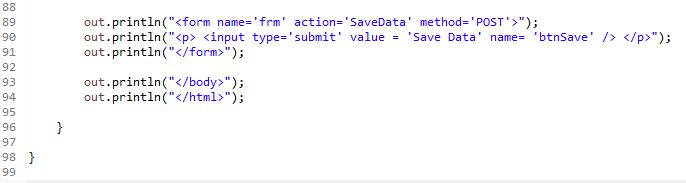 88
89 out.println("<form name='frm' action='SaveData' method='POST'>");
90 out.println("<p> <input type='submit' value = 'Save Data' name= 'btnSave' /> </p>");
91 out.println("</form>");
92
93 out.println("</body>");
94 out.println("</html>");
95
96 }
97
98 }
99